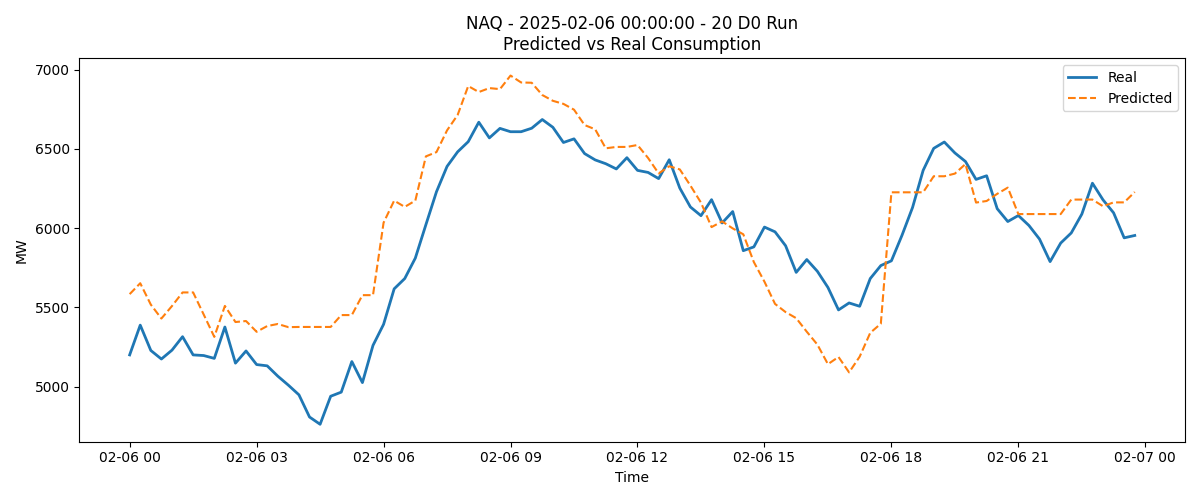 NAQ - 2025-02-06 00:00:00 - 20 D0 Run
Predicted vs Real Consumption
Real
Predicted
7000
6500
6000
5500
5000
MW
02-06 00
02-06 03
02-06 06
02-06 09
02-06 12
02-06 15
02-06 18
02-06 21
02-07 00
Time